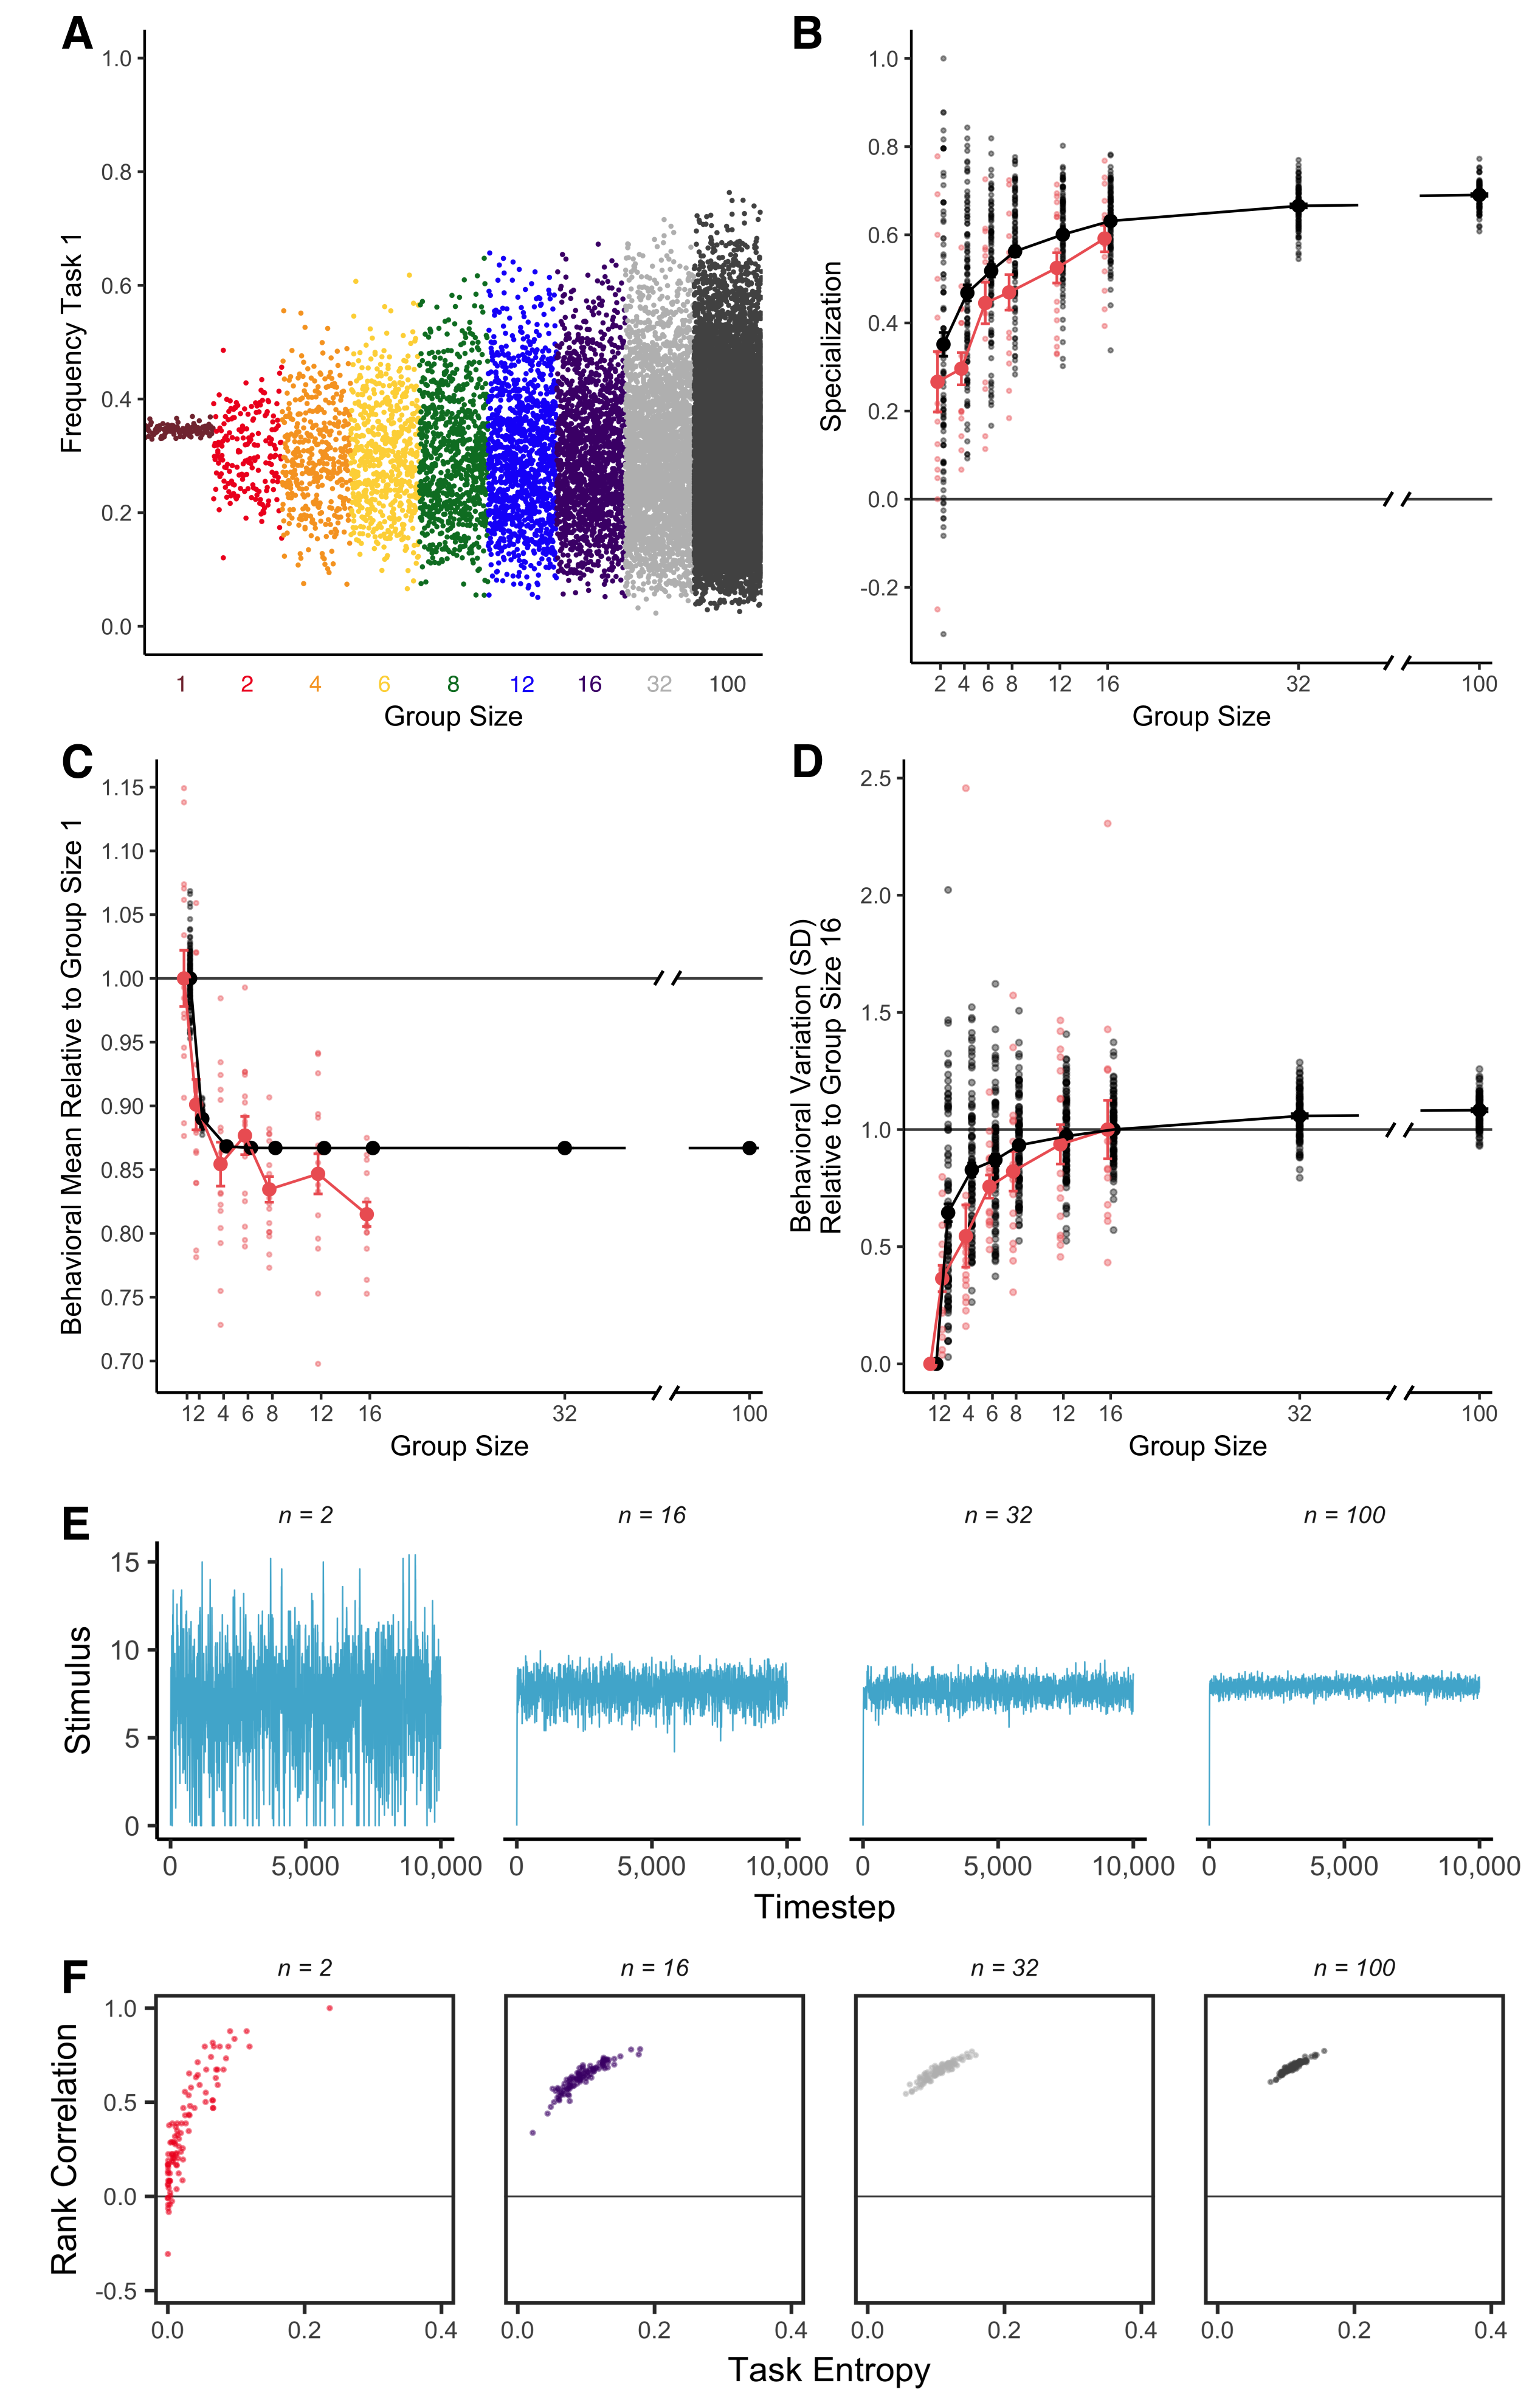 A
Frequency Task 1
1.0
0.8
0.6
0.4
0.2
0.0
1 2 4 6 8 12 16 32 100
Group Size
B
Specialization
1.0
0.8
0.6
0.4
0.2
0.0
-0.2
2 4 6 8 12 16 32 100
Group Size
C
Behavioral Mean Relative to Group Size 1
1.15
1.10
1.05
1.00
0.95
0.90
0.85
0.80
0.75
0.70
1 2 4 6 8 12 16 32 100
Group Size
D
Behavioral Variation (SD)
Relative to Group Size 16
2.5
2.0
1.5
1.0
0.5
0.0
1 2 4 6 8 12 16 32 100
Group Size
E
n = 2 n = 16 n = 32 n = 100
Stimulus
15
10
5
0
0 5,000 10,000 0 5,000 10,000 0 5,000 10,000 0 5,000 10,000
Timestep
F
n = 2 n = 16 n = 32 n = 100
Rank Correlation
1.0
0.5
0.0
-0.5
0.0 0.2 0.4 0.0 0.2 0.4 0.0 0.2 0.4 0.0 0.2 0.4
Task Entropy